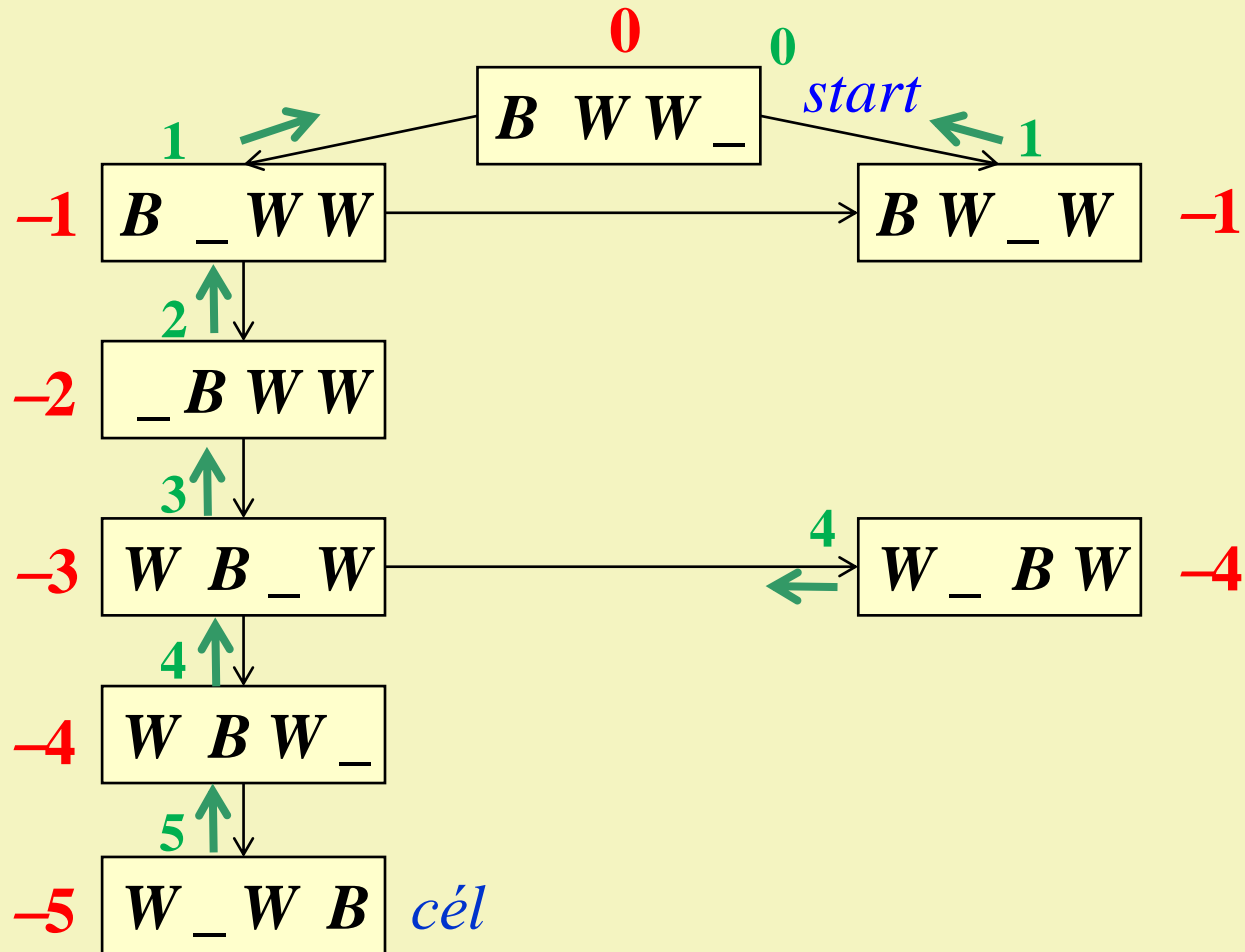 0
0
B W W _ start
1 1
–1 B _ W W B W _ W –1
2
–2 _ B W W
3 4
–3 W B _ W W _ B W –4
4
–4 W B W _
5
–5 W _ W B cél